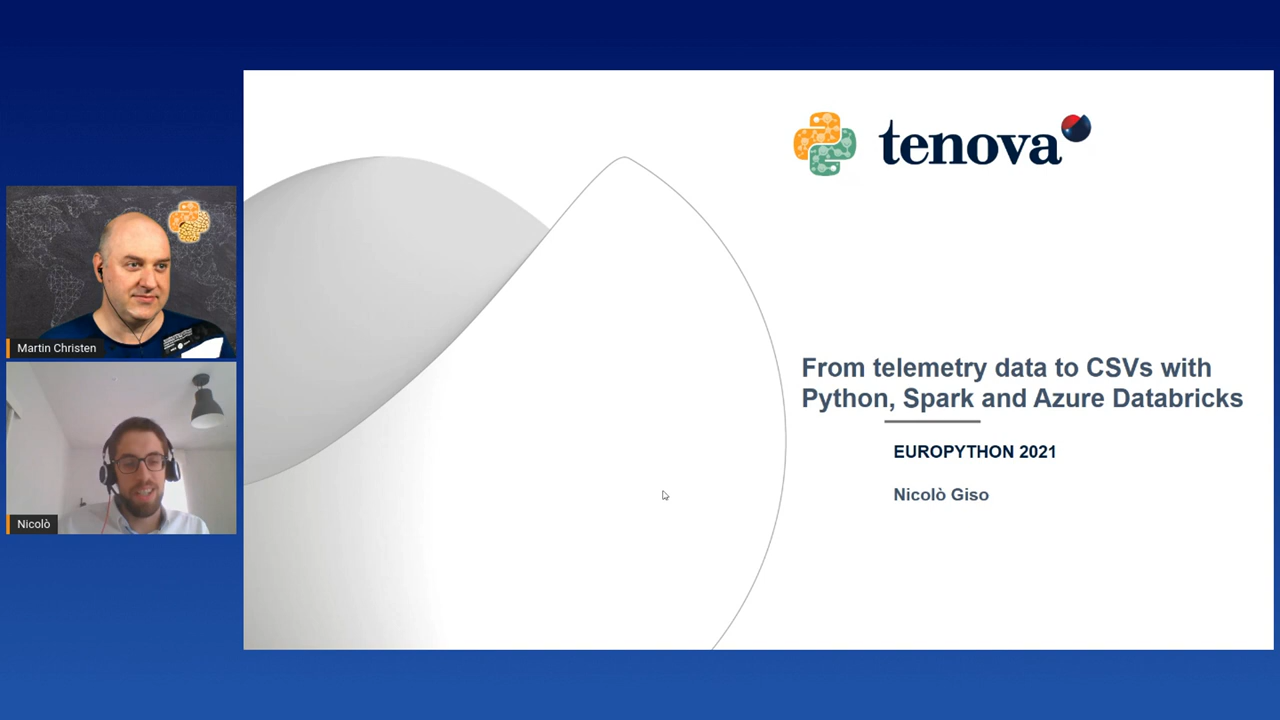 tenova
Martin Christen
Nicolò
From telemetry data to CSVs with
Python, Spark and Azure Databricks
EUROPYTHON 2021
Nicolò Giso